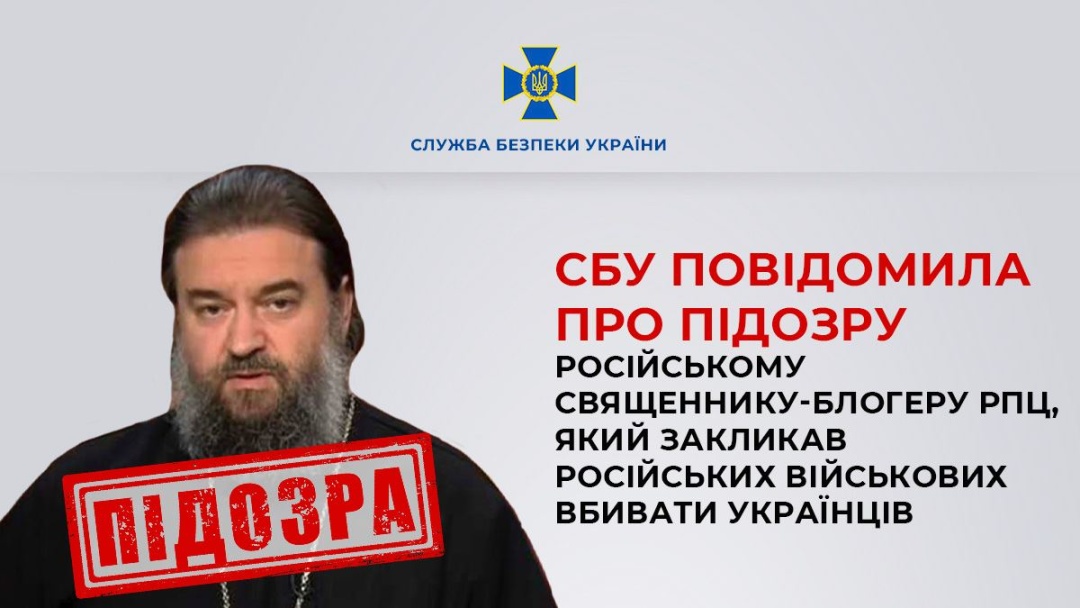 СЛУЖБА БЕЗПЕКИ УКРАЇНИ
СБУ ПОВІДОМИЛА
ПРО ПІДОЗРУ
РОСІЙСЬКОМУ
СВЯЩЕННИКУ-БЛОГЕРУ РПЦ,
ЯКИЙ ЗАКЛИКАВ
РОСІЙСЬКИХ ВІЙСЬКОВИХ
ВБИВАТИ УКРАЇНЦІВ
ПІДОЗРА